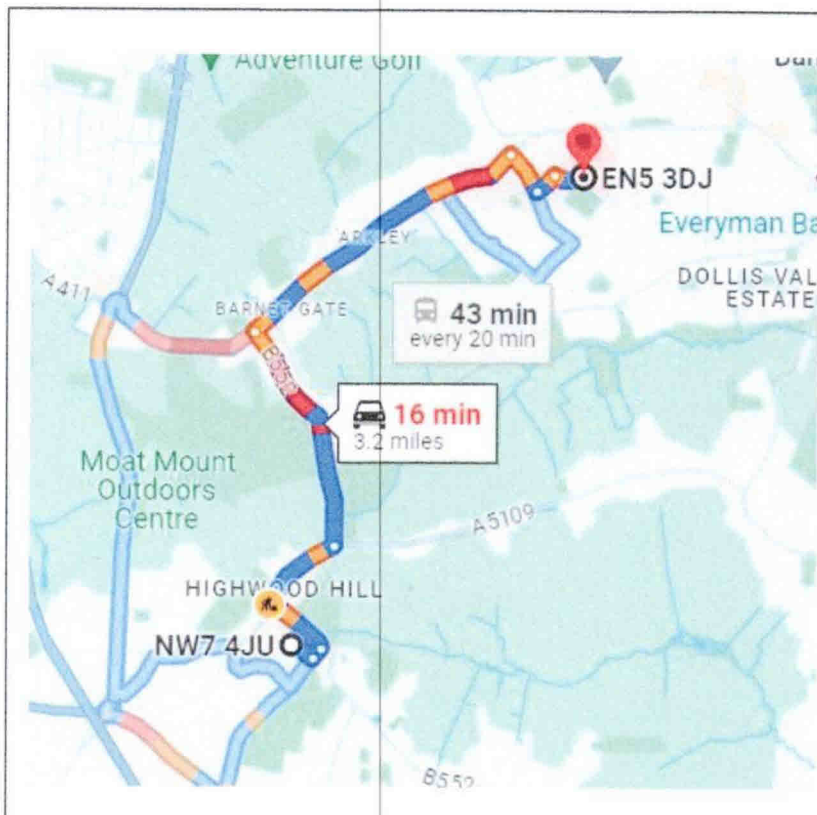 Adventure Golf
EN5 3DJ
Everyman Ba
ARKLEY
DOLLIS VAL
ESTATE
A411
BARNET GATE
43 min
every 20 min
16 min
3.2 miles
Moat Mount
Outdoors
Centre
A5109
HIGHWOOD HILL
NW7 4JU
B552